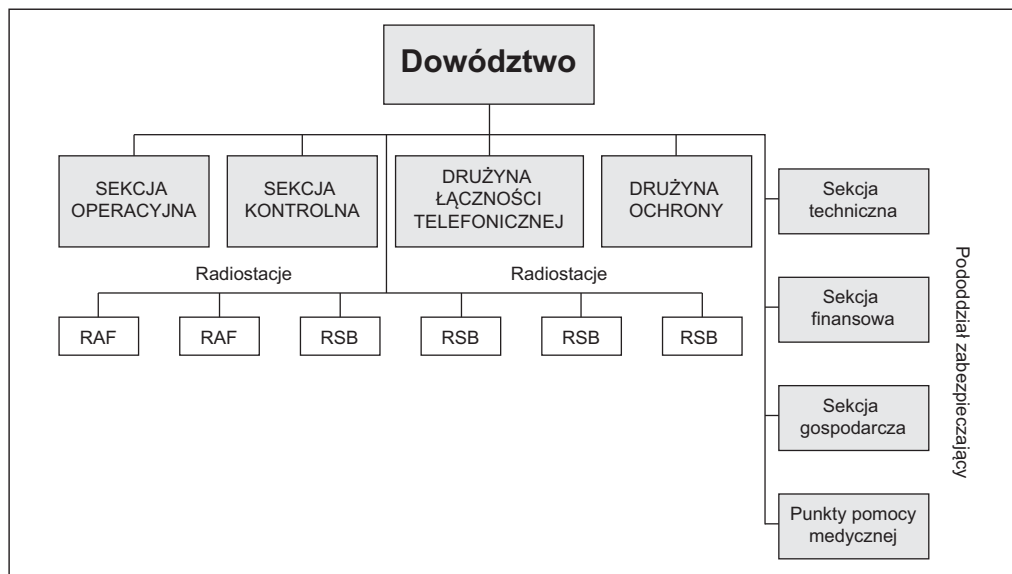 Dowództwo
SEKCJA
OPERACYJNA
SEKCJA
KONTROLNA
DRUŻYNA
ŁĄCZNOŚCI
TELEFONICZNEJ
DRUŻYNA
OCHRONY
Radiostacje
Radiostacje
RAF
RAF
RSB
RSB
RSB
RSB
Sekcja
techniczna
Sekcja
finansowa
Sekcja
gospodarcza
Punkty pomocy
medycznej
Pododdział zabezpieczający